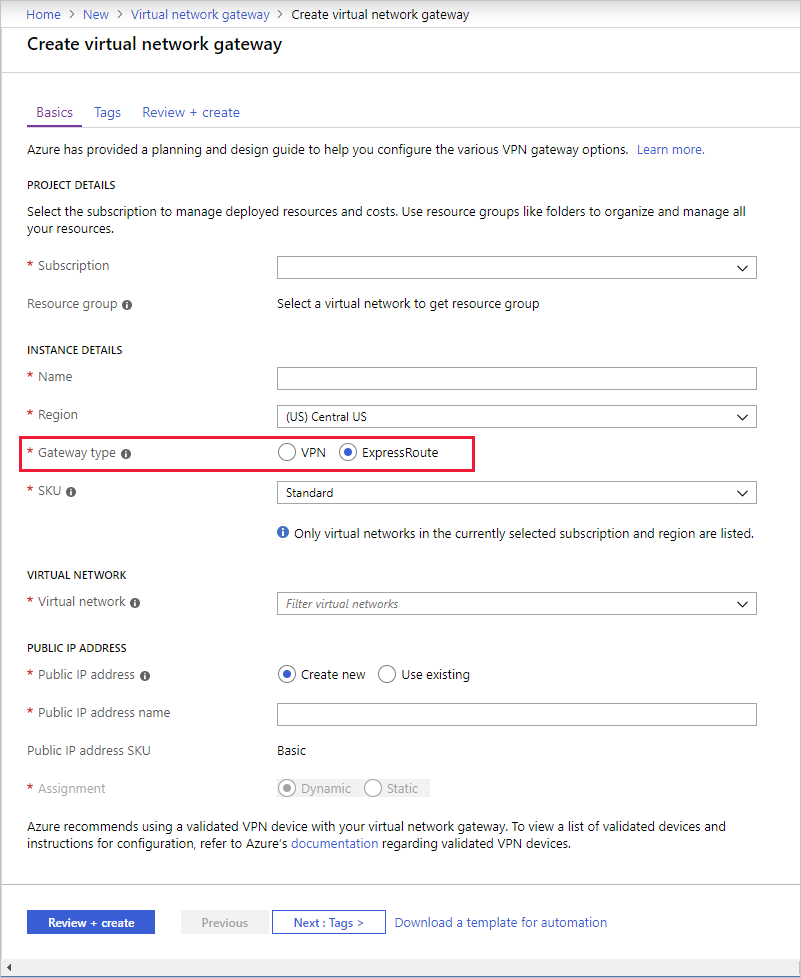 Home > New > Virtual network gateway > Create virtual network gateway
Create virtual network gateway
Basics Tags Review + create
Azure has provided a planning and design guide to help you configure the various VPN gateway options. Learn more.
PROJECT DETAILS
Select the subscription to manage deployed resources and costs. Use resource groups like folders to organize and manage all
your resources.
* Subscription
Resource group Select a virtual network to get resource group
INSTANCE DETAILS
* Name
* Region (US) Central US
* Gateway type VPN ExpressRoute
* SKU Standard
Only virtual networks in the currently selected subscription and region are listed.
VIRTUAL NETWORK
* Virtual network Filter virtual networks
PUBLIC IP ADDRESS
* Public IP address Create new Use existing
* Public IP address name
Public IP address SKU Basic
* Assignment Dynamic Static
Azure recommends using a validated VPN device with your virtual network gateway. To view a list of validated devices and
instructions for configuration, refer to Azure's documentation regarding validated VPN devices.
Review + create Previous Next : Tags > Download a template for automation